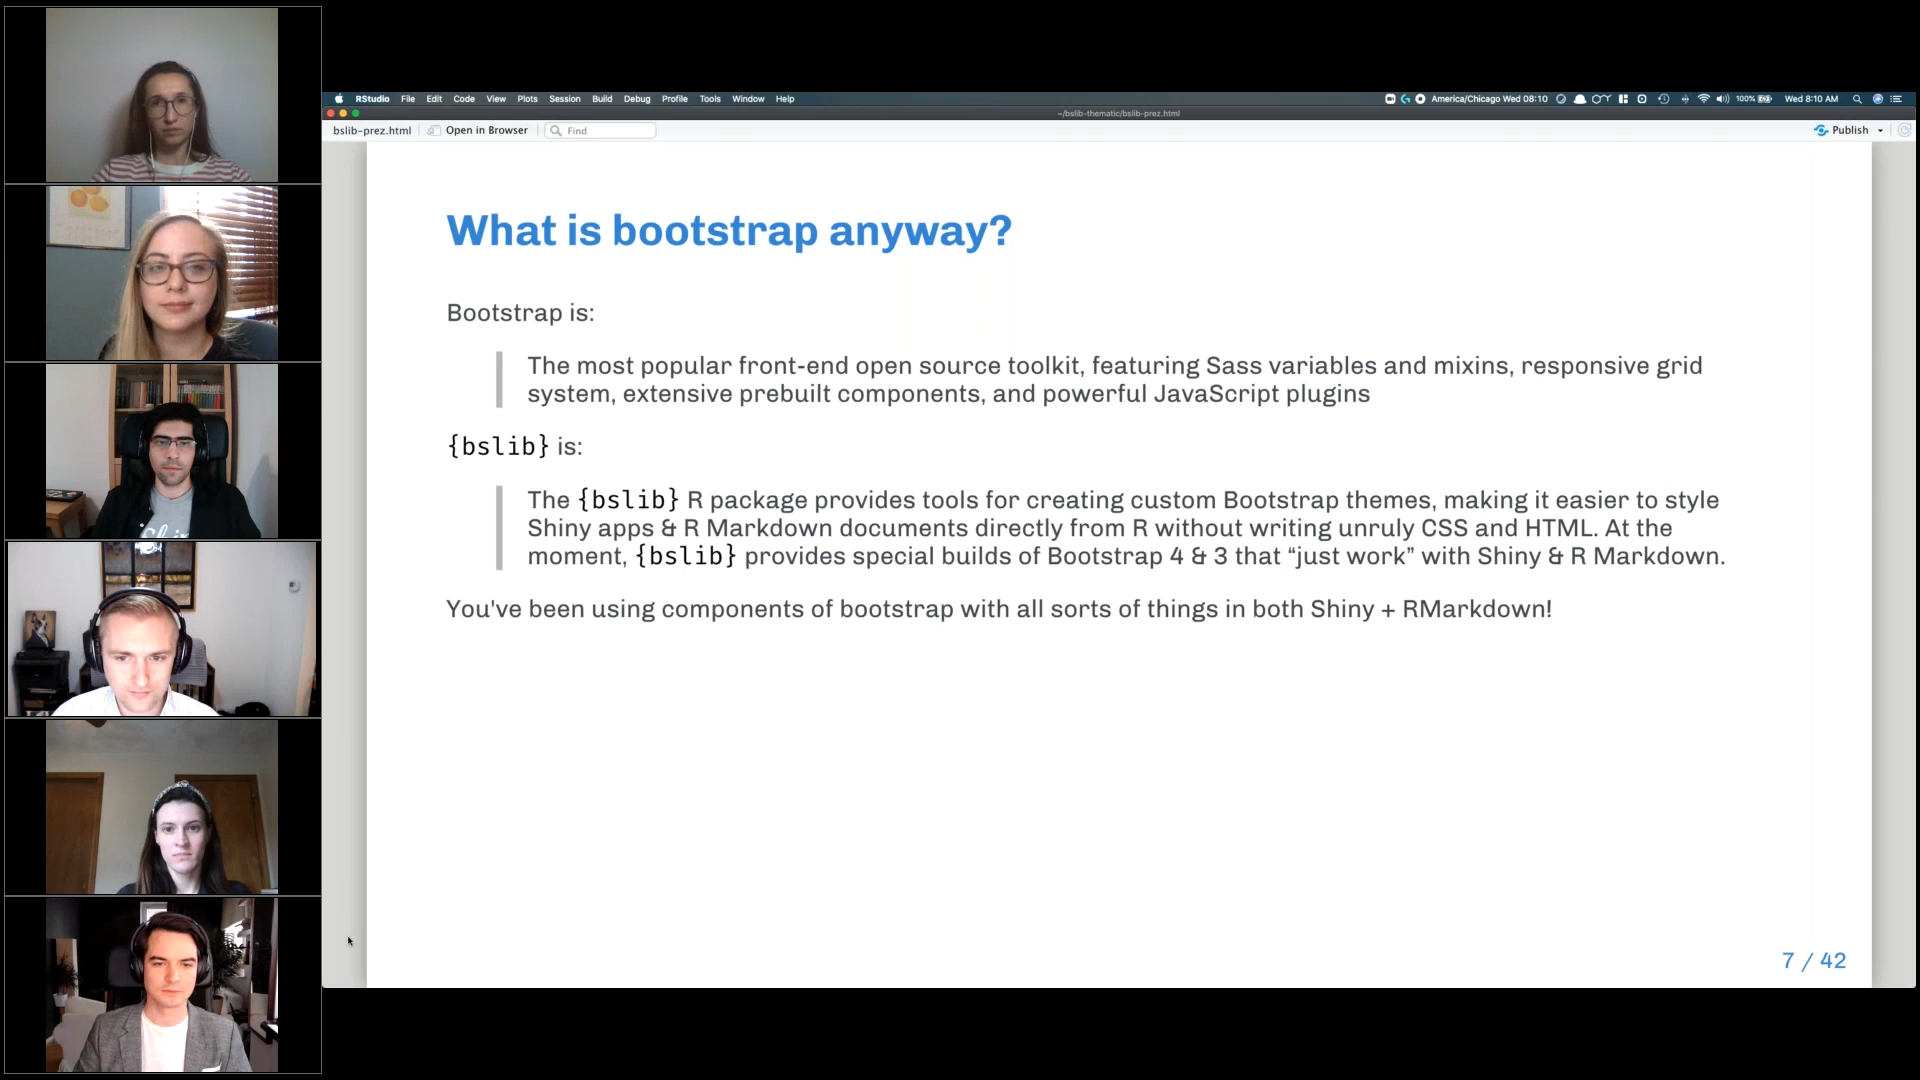 RStudio File Edit Code View Plots Session Build Debug Profile Tools Window Help America/Chicago Wed 08:10 100% Wed 8:10 AM
~/bslib-thematic/bslib-prez.html
bslib-prez.html Open in Browser Find Publish
What is bootstrap anyway?
Bootstrap is:
The most popular front-end open source toolkit, featuring Sass variables and mixins, responsive grid
system, extensive prebuilt components, and powerful JavaScript plugins
{bslib} is:
The {bslib} R package provides tools for creating custom Bootstrap themes, making it easier to style
Shiny apps & R Markdown documents directly from R without writing unruly CSS and HTML. At the
moment, {bslib} provides special builds of Bootstrap 4 & 3 that “just work” with Shiny & R Markdown.
You've been using components of bootstrap with all sorts of things in both Shiny + RMarkdown!
7 / 42